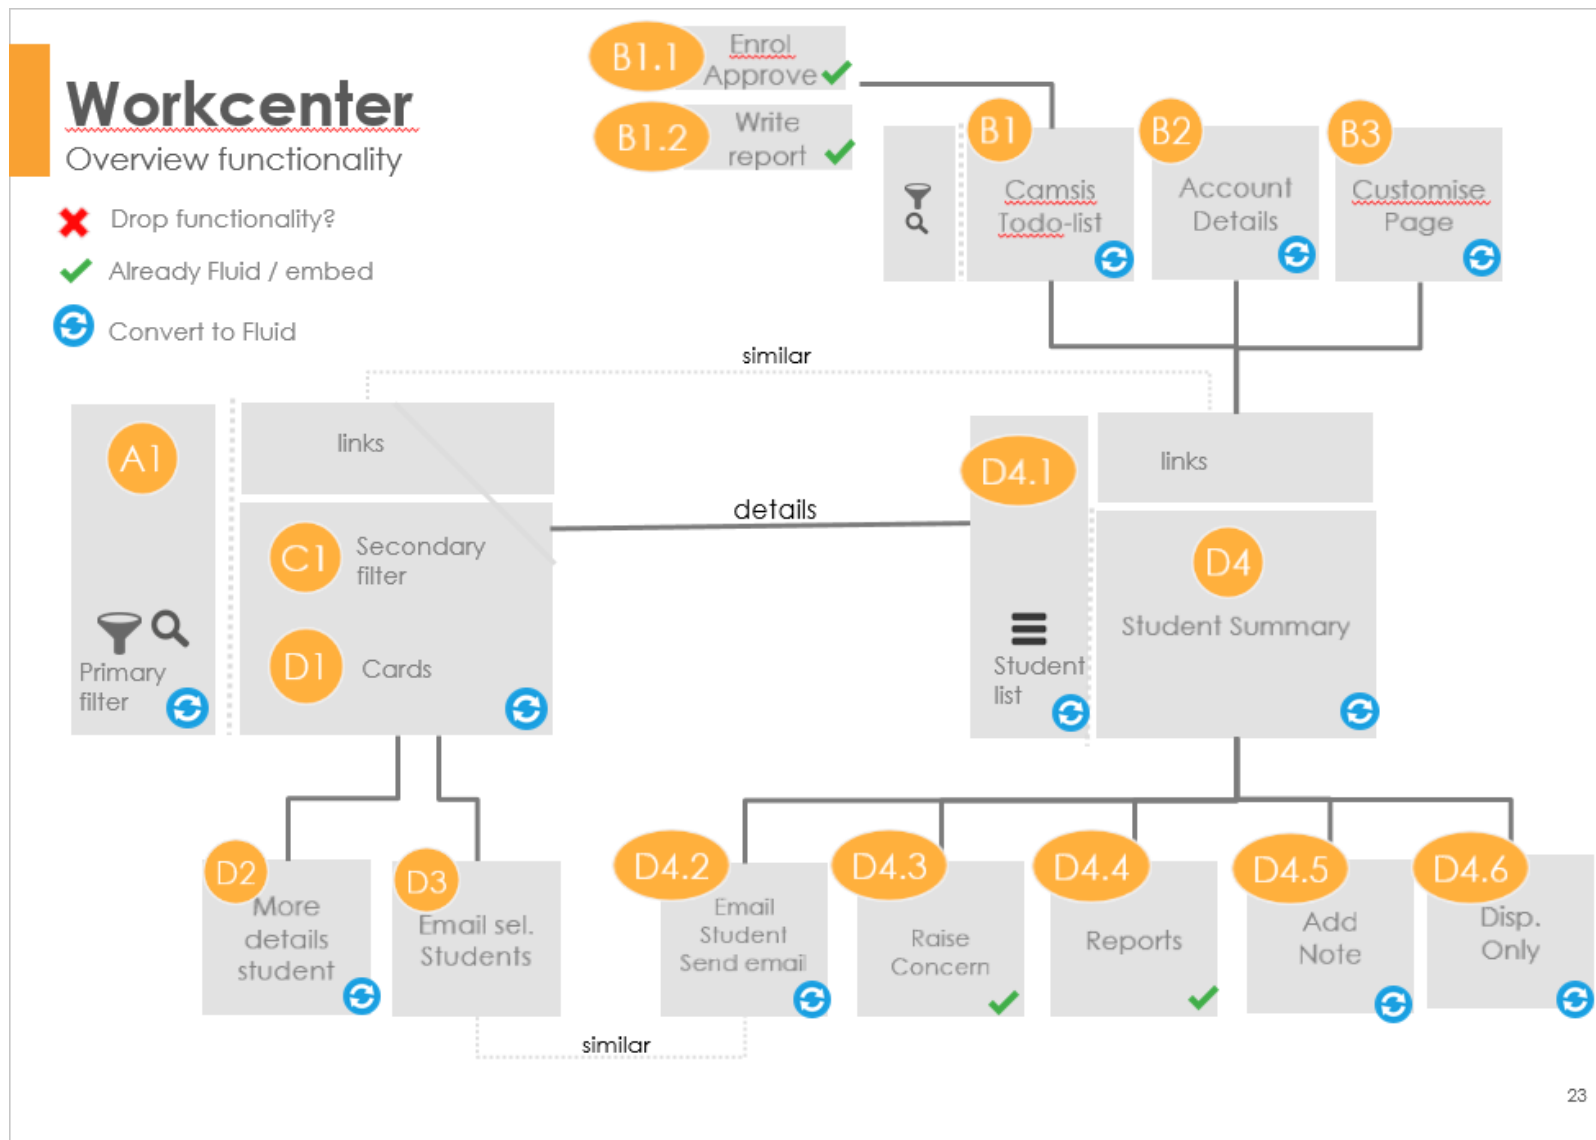 Workcenter
Overview functionality
Drop functionality?
Already Fluid / embed
Convert to Fluid
B1.1
Enrol
Approve
B1.2
Write
report
B1
Camsis
Todo-list
B2
Account
Details
B3
Customise
Page
similar
A1
Primary
filter
links
C1
Secondary
filter
D1
Cards
details
D4.1
Student
list
links
D4
Student Summary
D2
More
details
student
D3
Email sel.
Students
D4.2
Email
Student
Send email
D4.3
Raise
Concern
D4.4
Reports
D4.5
Add
Note
D4.6
Disp.
Only
similar
23